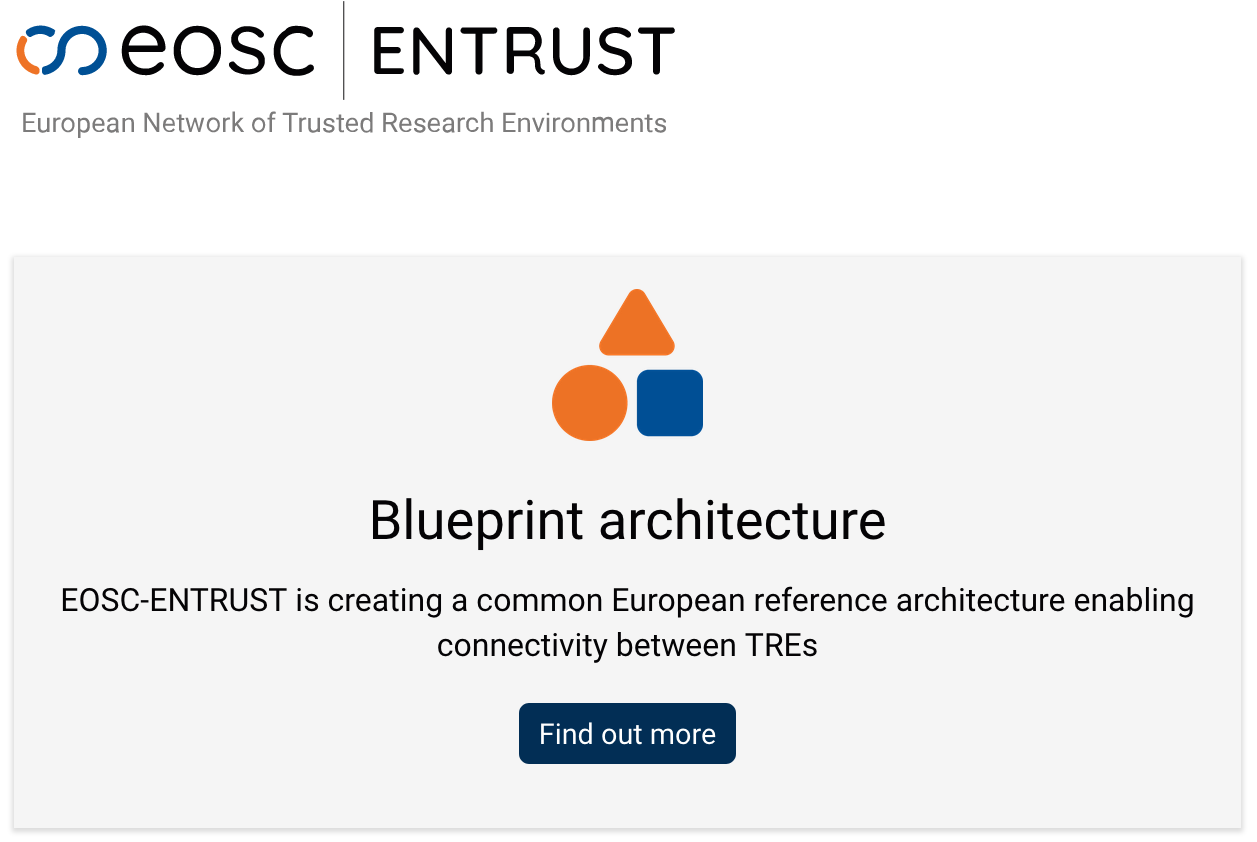 eosc ENTRUST
European Network of Trusted Research Environments
Blueprint architecture
EOSC-ENTRUST is creating a common European reference architecture enabling
connectivity between TREs
Find out more